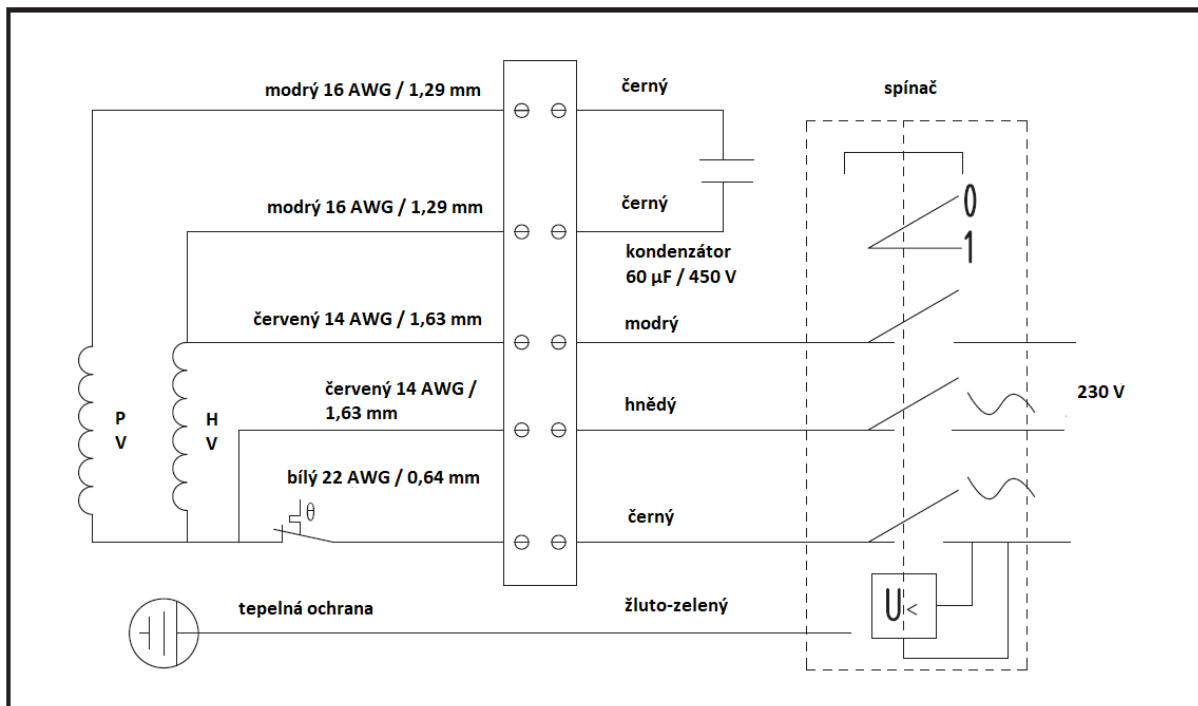 modrý 16 AWG / 1,29 mm
černý
spínač
modrý 16 AWG / 1,29 mm
černý
0
1
kondenzátor
60 µF / 450 V
červený 14 AWG / 1,63 mm
modrý
červený 14 AWG /
1,63 mm
hnědý
230 V
P
V
H
V
bílý 22 AWG / 0,64 mm
θ
černý
tepelná ochrana
žluto-zelený
U<